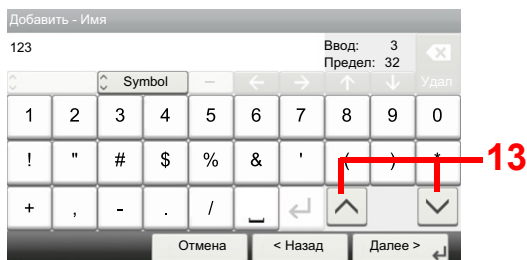 Добавить - Имя
123
Ввод: 3
Предел: 32
Symbol
Удал
1 2 3 4 5 6 7 8 9 0
! " # $ % & ' ( ) *
13
+ , - . /
Отмена < Назад Далее >